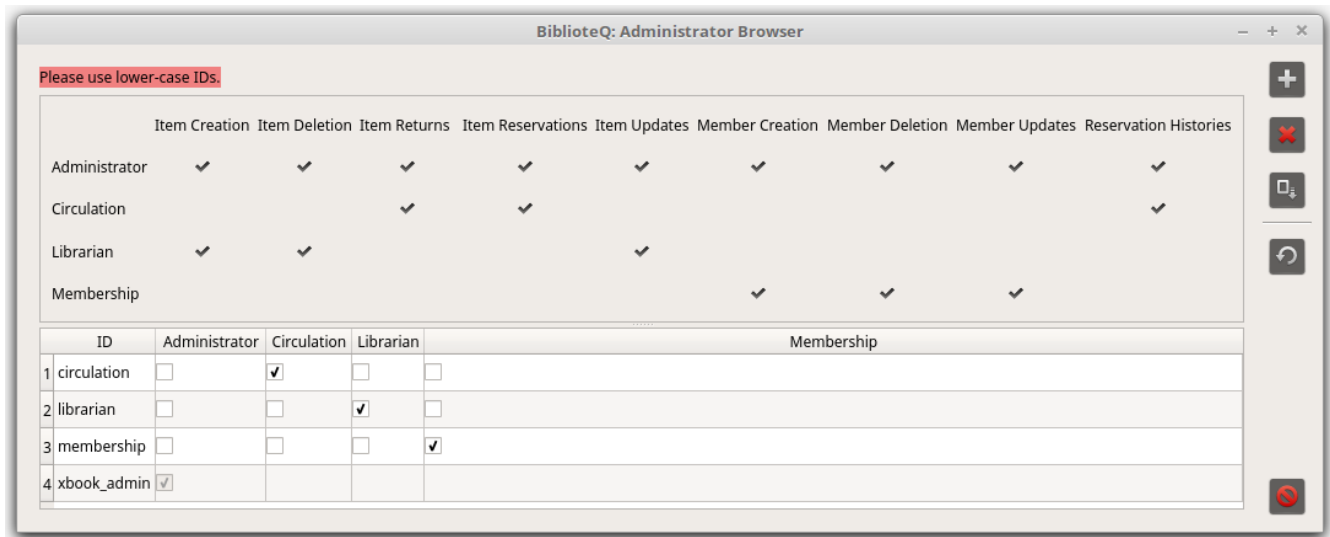 BiblioteQ: Administrator Browser
Please use lower-case IDs.
Item Creation Item Deletion Item Returns Item Reservations Item Updates Member Creation Member Deletion Member Updates Reservation Histories
Administrator
Circulation
Librarian
Membership
ID Administrator Circulation Librarian Membership
1 circulation
2 librarian
3 membership
4 xbook_admin